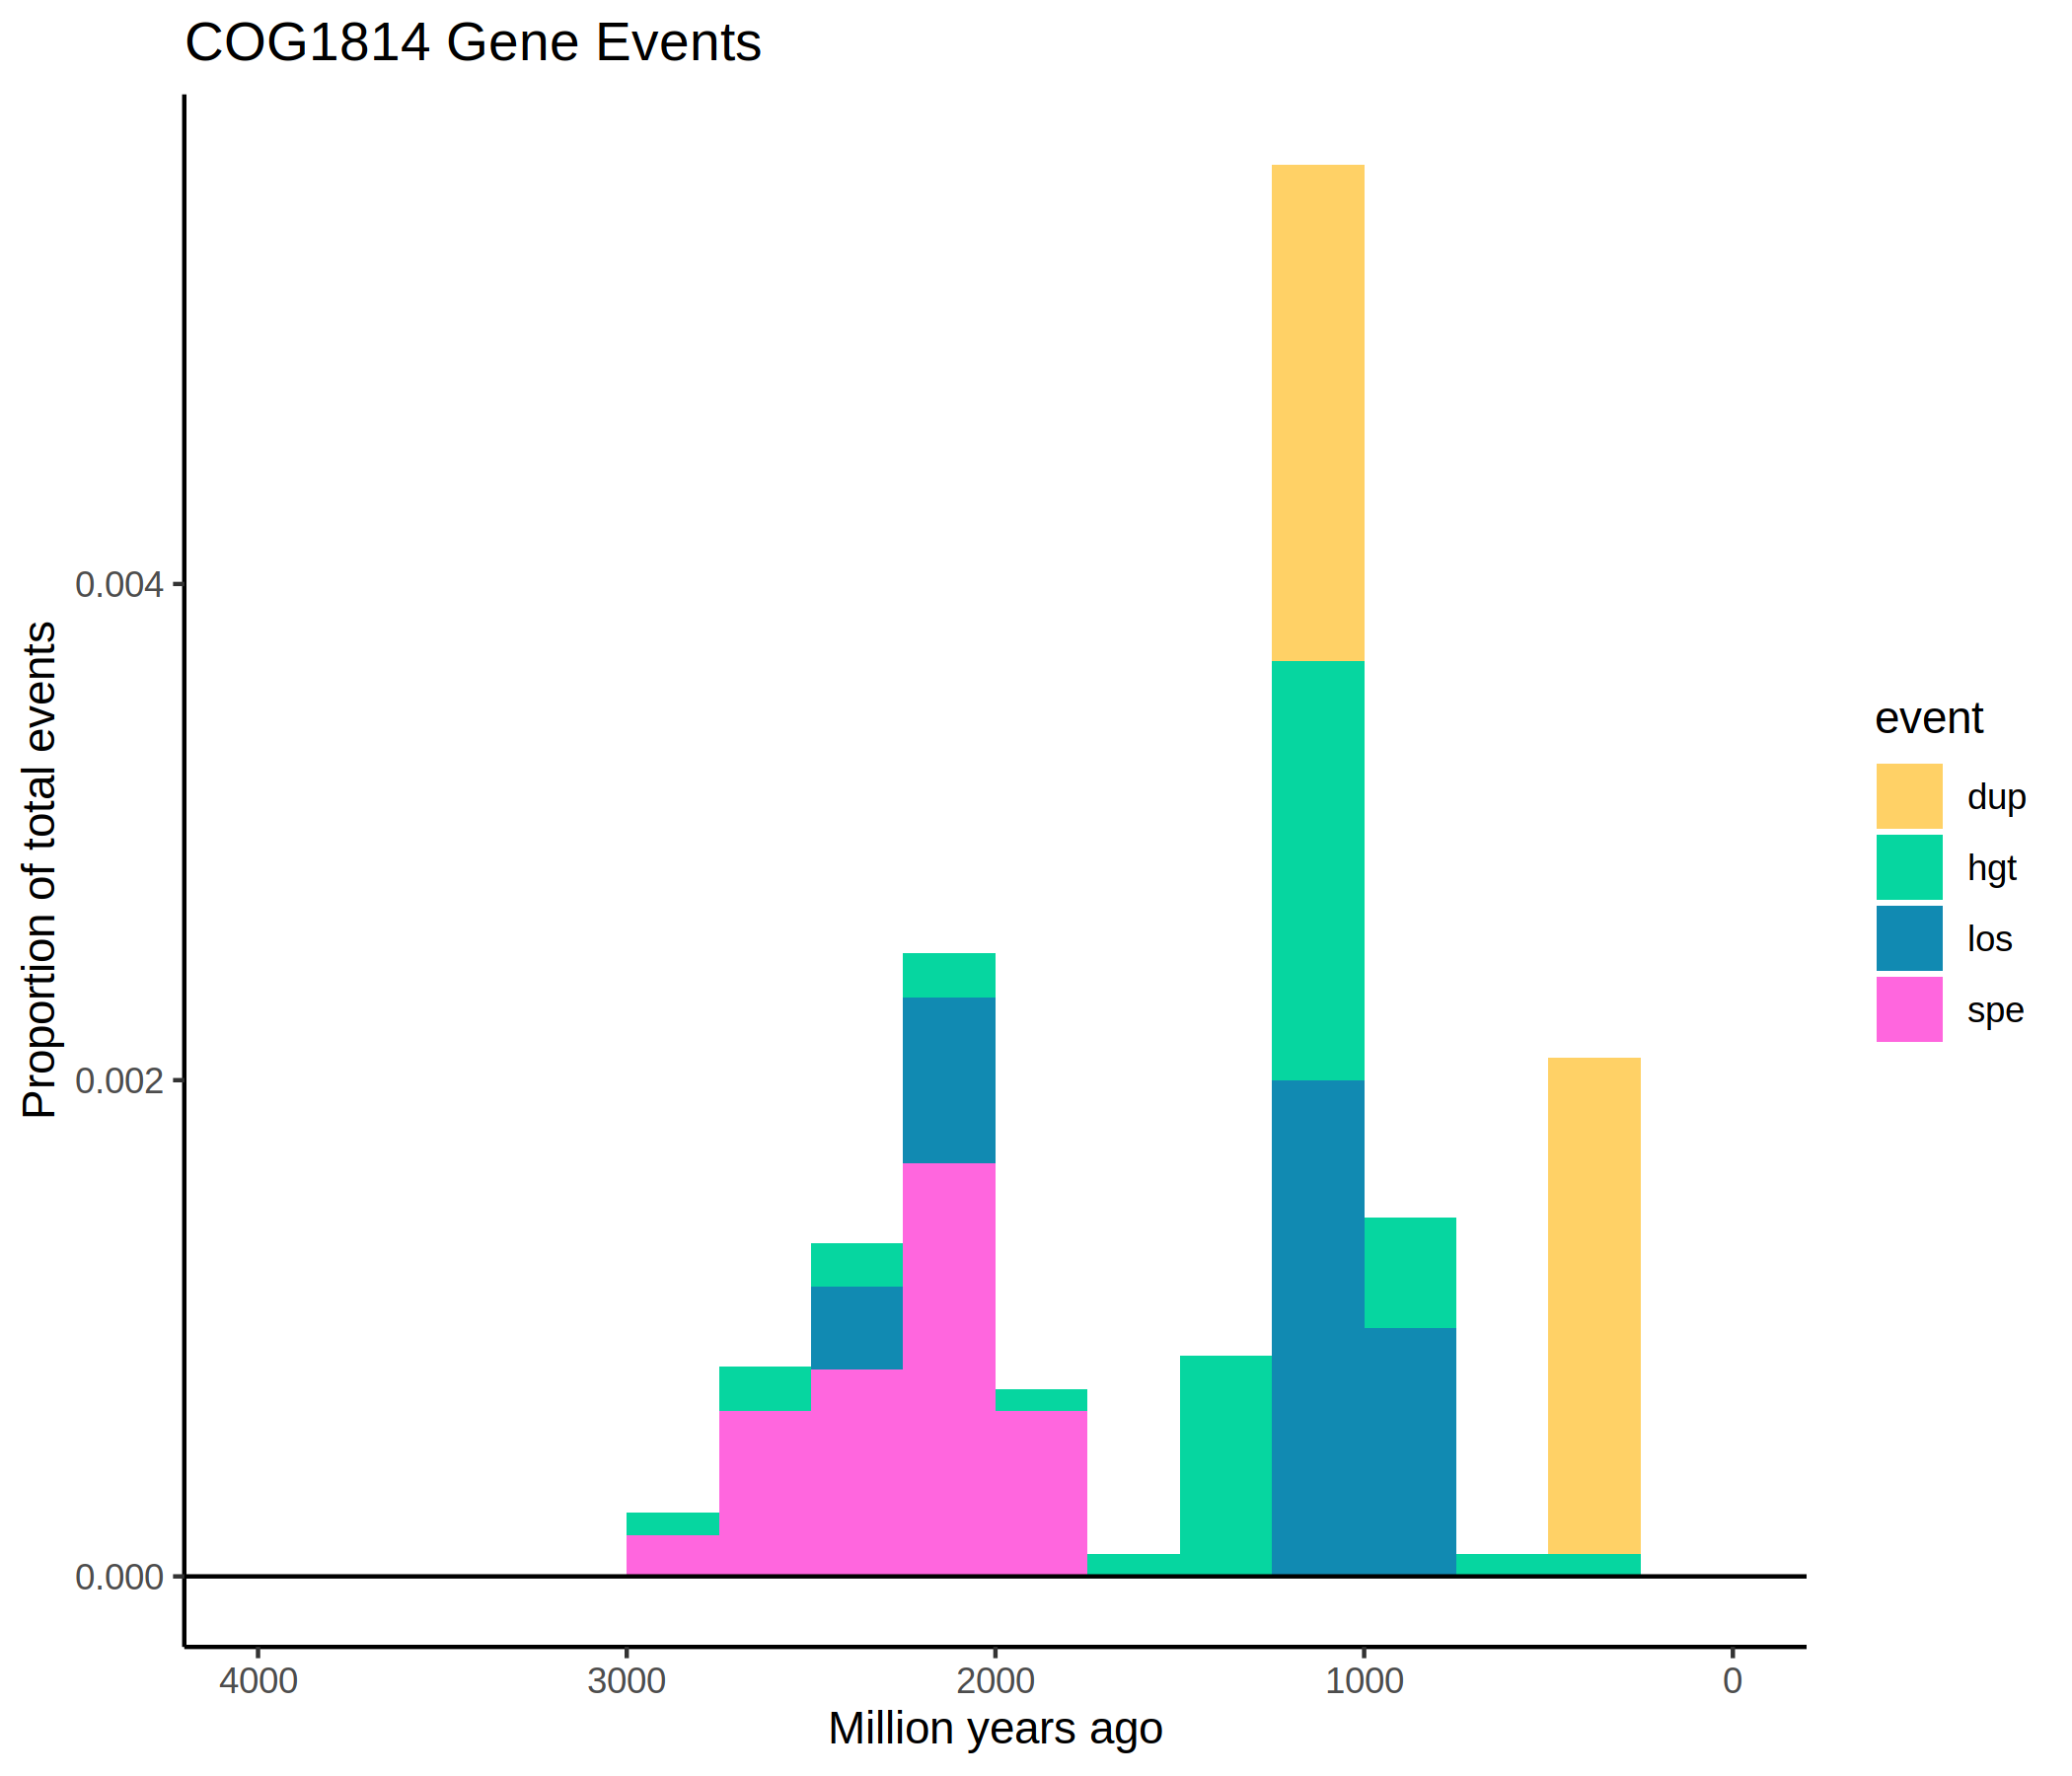 COG1814 Gene Events
Proportion of total events
0.004
0.002
0.000
4000 3000 2000 1000 0
Million years ago
event
dup
hgt
los
spe